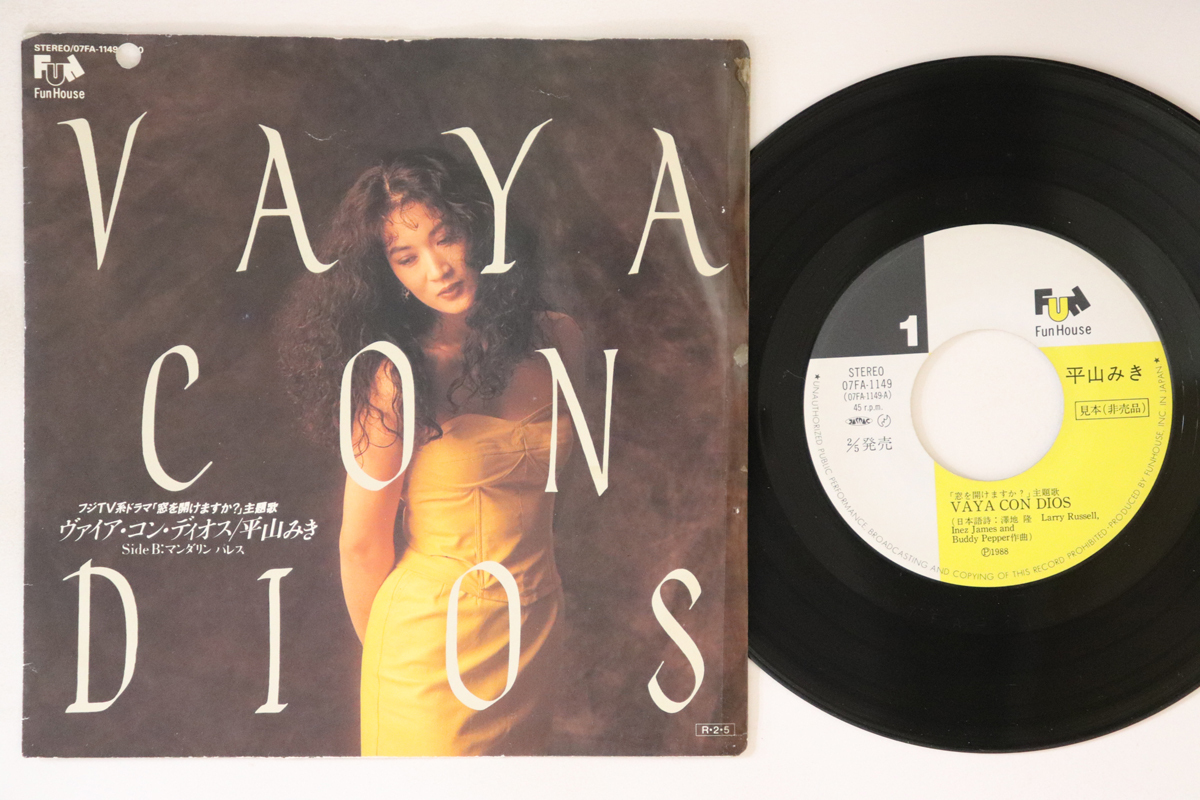 STEREO/07FA-1149
FUN
Fun House
VAYA
CON
フジTV系ドラマ「窓を開けますか?」主題歌
ヴァイア・コン・ディオス/平山みき
Side B:マンダリン パレス
DIOS
R・2・5
1
FUN
Fun House
STEREO
07FA-1149
(07FA-1149-A)
45 r.p.m.
JASRAC
2/5発売
平山みき
見本(非売品)
「窓を開けますか?」主題歌
VAYA CON DIOS
(日本語詩:澤地 隆 Larry Russell,
Inez James and
Buddy Pepper作曲)
℗1988
★UNAUTHORIZED PUBLIC PERFORMANCE, BROADCASTING AND COPYING OF THIS RECORD PROHIBITED-PRODUCED BY FUNHOUSE INC. IN JAPAN★